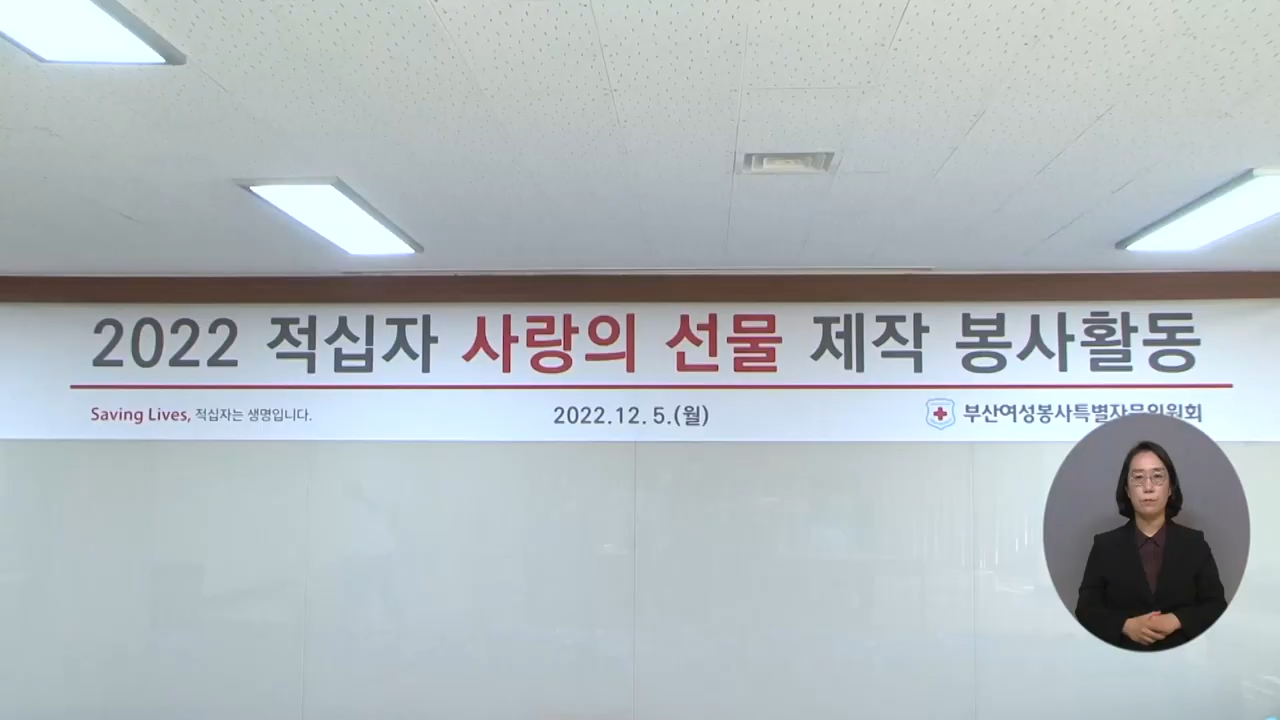 2022 적십자 사랑의 선물 제작 봉사활동
Saving Lives, 적십자는 생명입니다.
2022.12. 5.(월)
부산여성봉사특별자문위원회